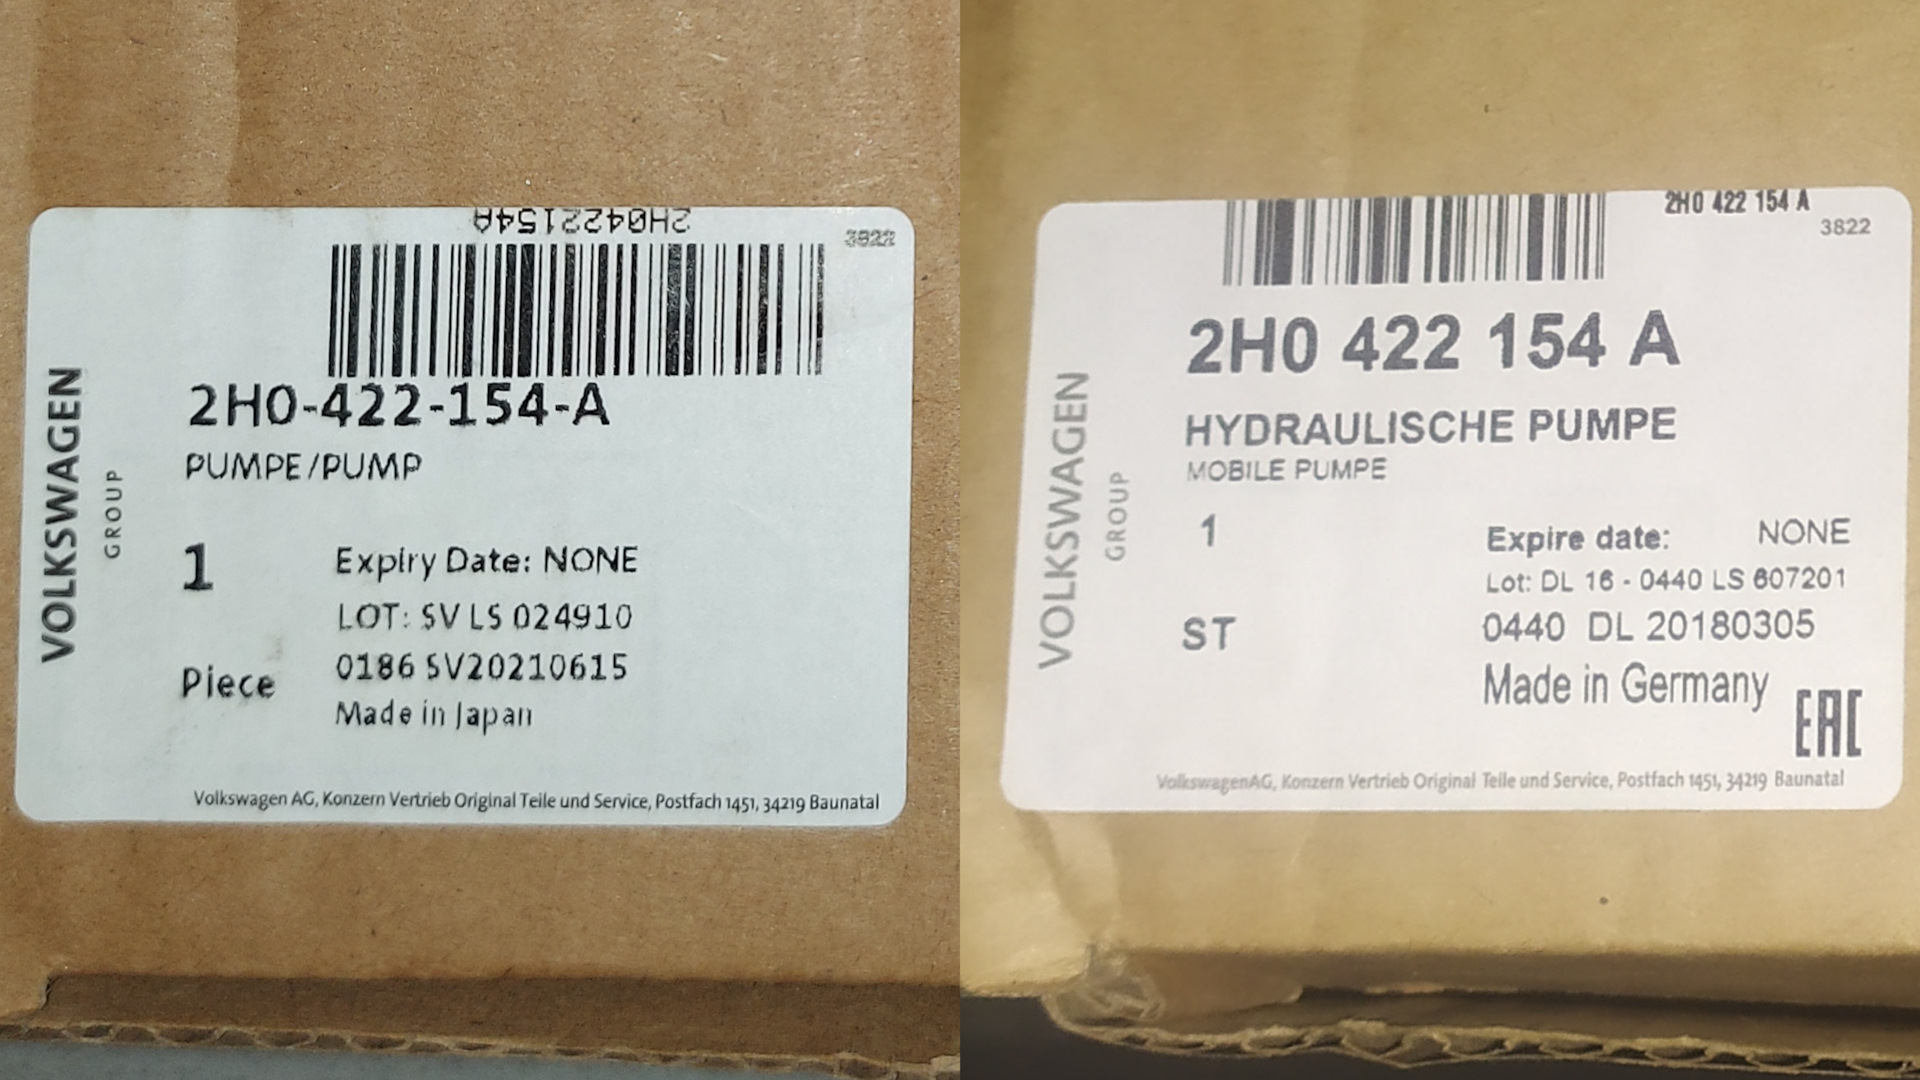 2H0422154A
3822
2H0-422-154-A
PUMPE/PUMP
1
Expiry Date: NONE
LOT: SV LS 024910
0186 SV20210615
Piece
Made in Japan
VOLKSWAGEN
GROUP
Volkswagen AG, Konzern Vertrieb Original Teile und Service, Postfach 1451, 34219 Baunatal
2H0 422 154 A
3822
2H0 422 154 A
HYDRAULISCHE PUMPE
MOBILE PUMPE
1
Expire date: NONE
Lot: DL 16 - 0440 LS 607201
ST
0440 DL 20180305
Made in Germany
EAC
VOLKSWAGEN
GROUP
VolkswagenAG, Konzern Vertrieb Original Teile und Service, Postfach 1451, 34219 Baunatal